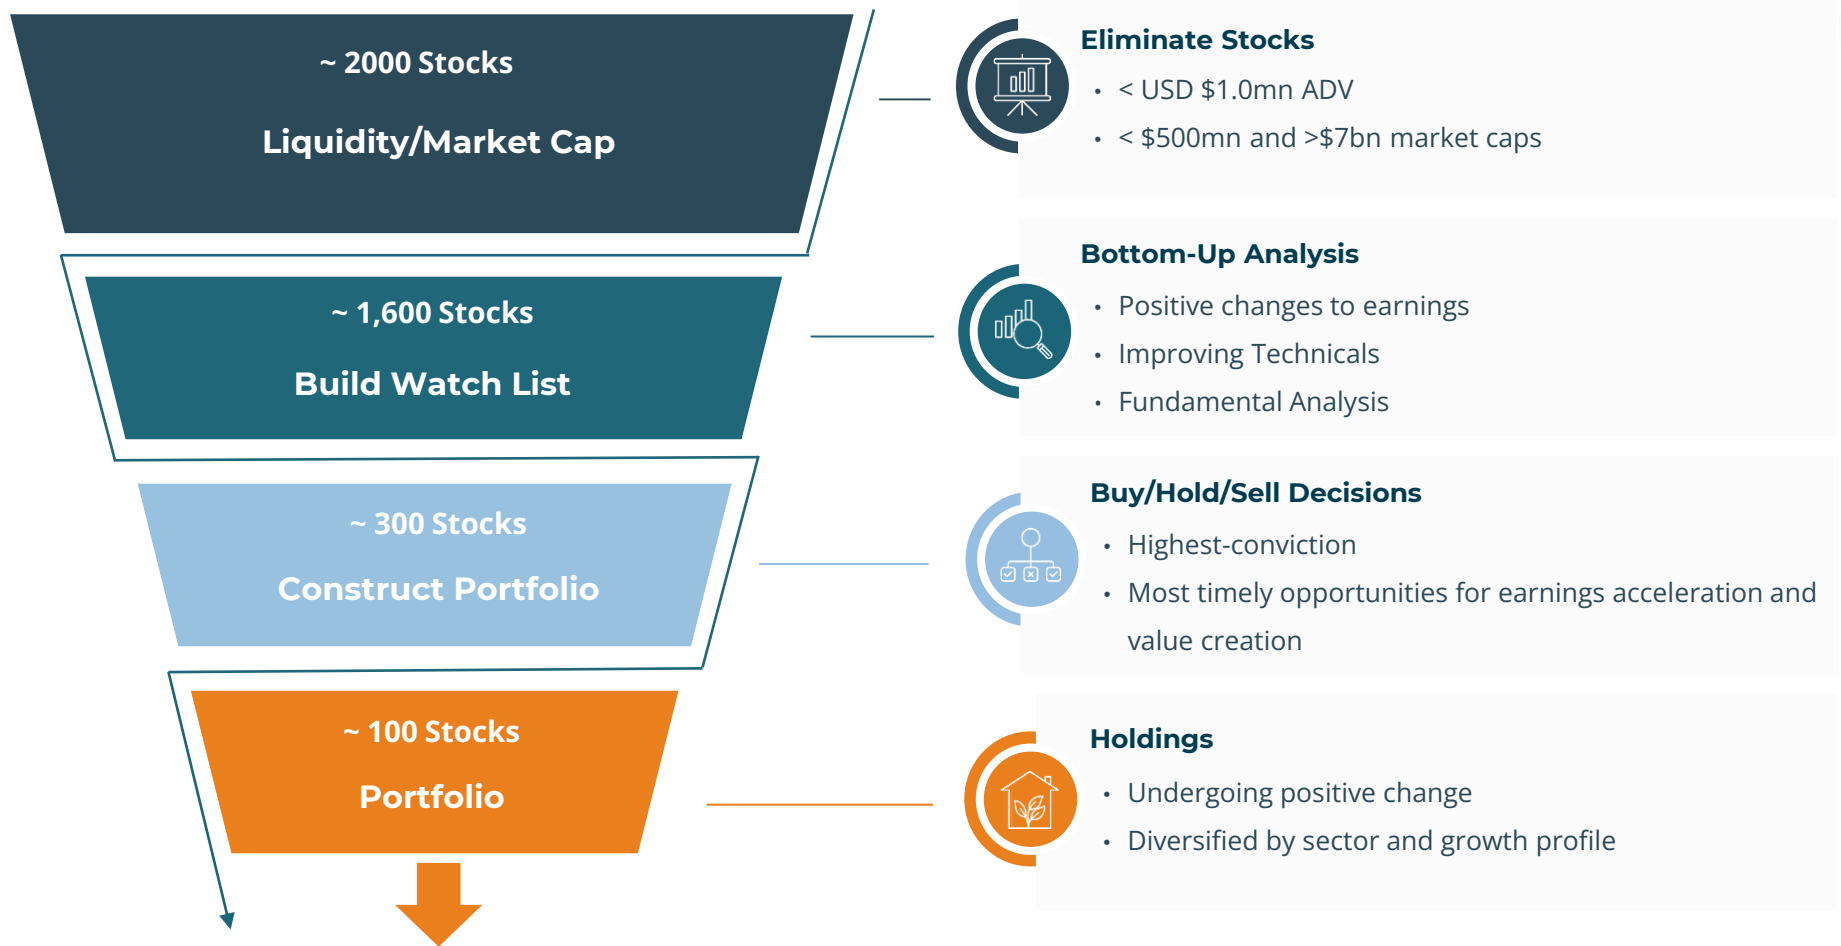 ~ 2000 Stocks
Liquidity/Market Cap
Eliminate Stocks
• < USD $1.0mn ADV
• < $500mn and >$7bn market caps
~ 1,600 Stocks
Build Watch List
Bottom-Up Analysis
• Positive changes to earnings
• Improving Technicals
• Fundamental Analysis
~ 300 Stocks
Construct Portfolio
Buy/Hold/Sell Decisions
• Highest-conviction
• Most timely opportunities for earnings acceleration and
value creation
~ 100 Stocks
Portfolio
Holdings
• Undergoing positive change
• Diversified by sector and growth profile